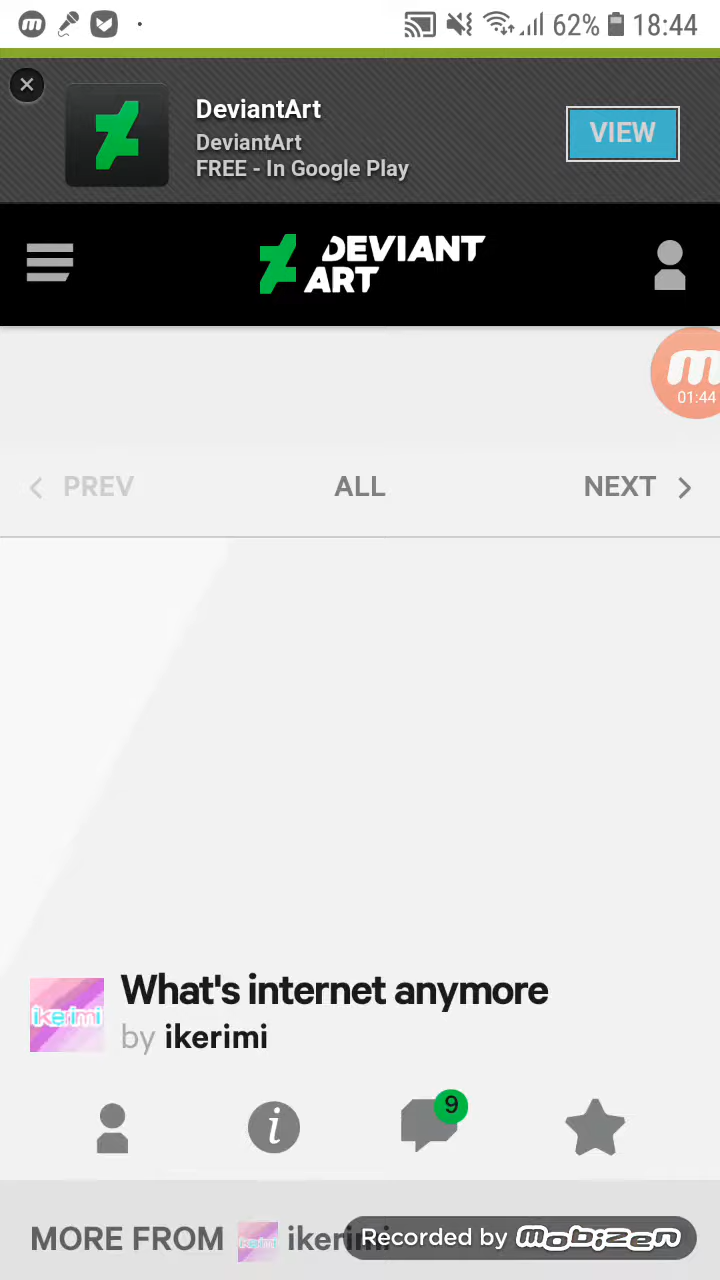 62% 18:44
DeviantArt
DeviantArt
FREE - In Google Play
VIEW
DEVIANT
ART
m
01:44
PREV ALL NEXT
What's internet anymore
ikerimi
by ikerimi
9
MORE FROM ikerimi
Recorded by mobizen